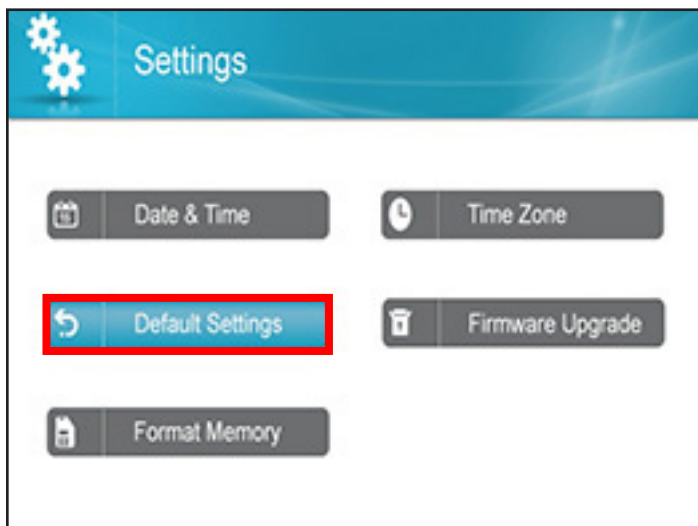 Settings
Date & Time
Time Zone
Default Settings
Firmware Upgrade
Format Memory